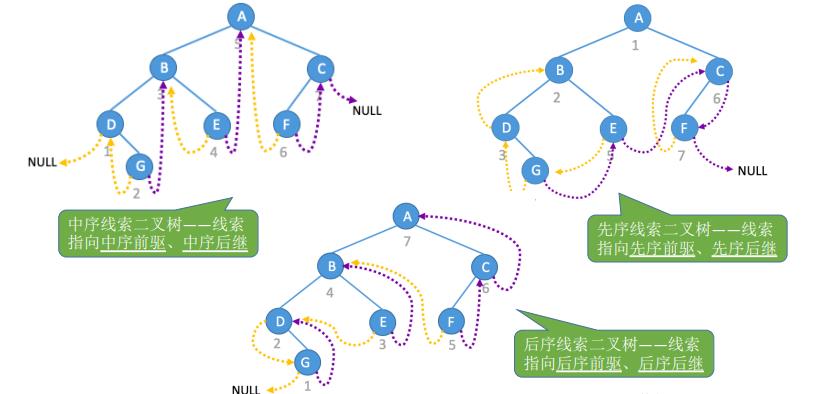 A
5
B
3
C
7
D
1
E
4
F
6
G
2
NULL
NULL
中序线索二叉树——线索
指向中序前驱、中序后继
A
1
B
2
C
6
D
3
E
5
F
7
G
NULL
先序线索二叉树——线索
指向先序前驱、先序后继
A
7
B
4
C
6
D
2
E
3
F
5
G
1
NULL
后序线索二叉树——线索
指向后序前驱、后序后继